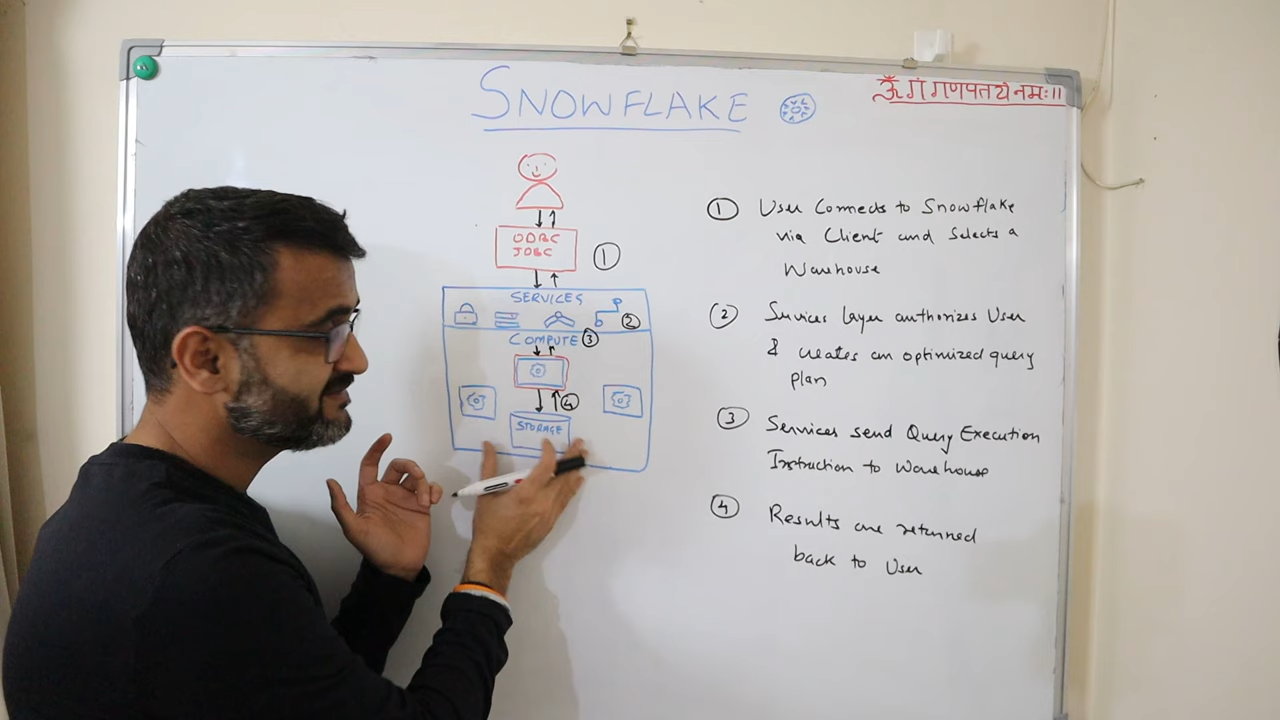 SNOWFLAKE
ॐ गं गणपतये नमः।।
ODBC
JDBC
①
SERVICES
②
COMPUTE ③
④
STORAGE
① User Connects to Snowflake
via Client and Selects a
Warehouse
② Services layer authorizes User
& creates an optimized query
plan
③ Services send Query Execution
Instruction to Warehouse
④ Results are returned
back to User